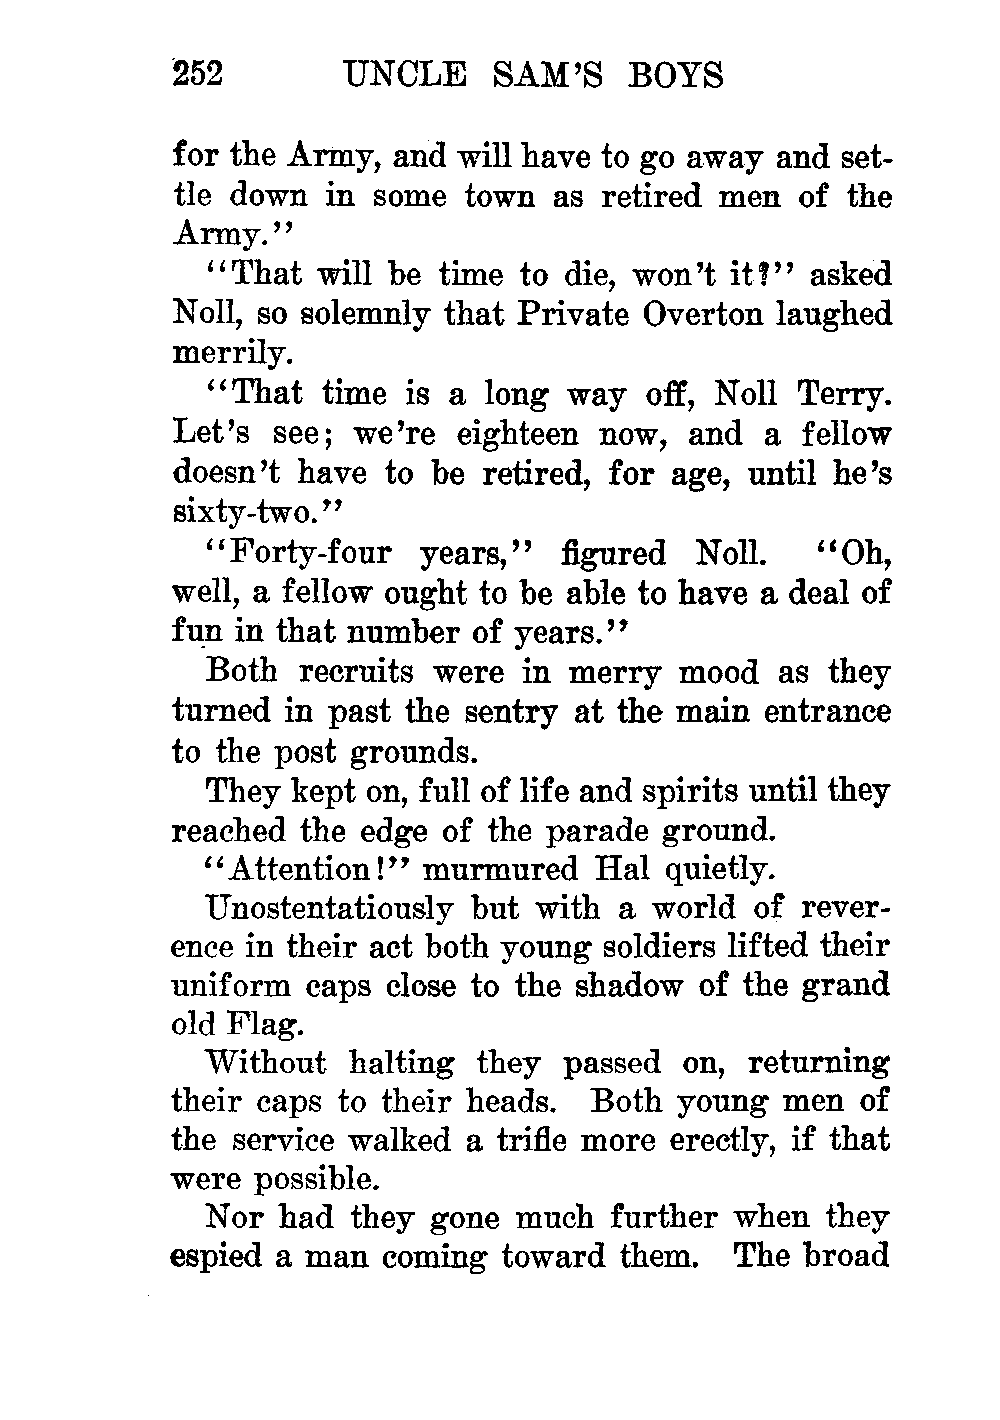 252 UNCLE SAM'S BOYS
for the Army, and will have to go away and set-
tle down in some town as retired men of the
Army."
"That will be time to die, won't it?" asked
Noll, so solemnly that Private Overton laughed
merrily.
"That time is a long way off, Noll Terry.
Let's see; we're eighteen now, and a fellow
doesn't have to be retired, for age, until he's
sixty-two."
"Forty-four years," figured Noll. "Oh,
well, a fellow ought to be able to have a deal of
fun in that number of years."
Both recruits were in merry mood as they
turned in past the sentry at the main entrance
to the post grounds.
They kept on, full of life and spirits until they
reached the edge of the parade ground.
"Attention!" murmured Hal quietly.
Unostentatiously but with a world of rever-
ence in their act both young soldiers lifted their
uniform caps close to the shadow of the grand
old Flag.
Without halting they passed on, returning
their caps to their heads. Both young men of
the service walked a trifle more erectly, if that
were possible.
Nor had they gone much further when they
espied a man coming toward them. The broad